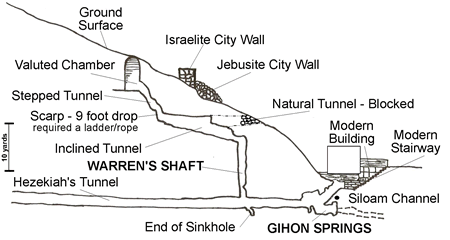 Ground
Surface
Israelite City Wall
Valuted Chamber
Jebusite City Wall
Stepped Tunnel
Natural Tunnel - Blocked
Scarp - 9 foot drop
required a ladder/rope
Modern
Building
Modern
Stairway
10 yards
Inclined Tunnel
WARREN'S SHAFT
Hezekiah's Tunnel
Siloam Channel
End of Sinkhole
GIHON SPRINGS